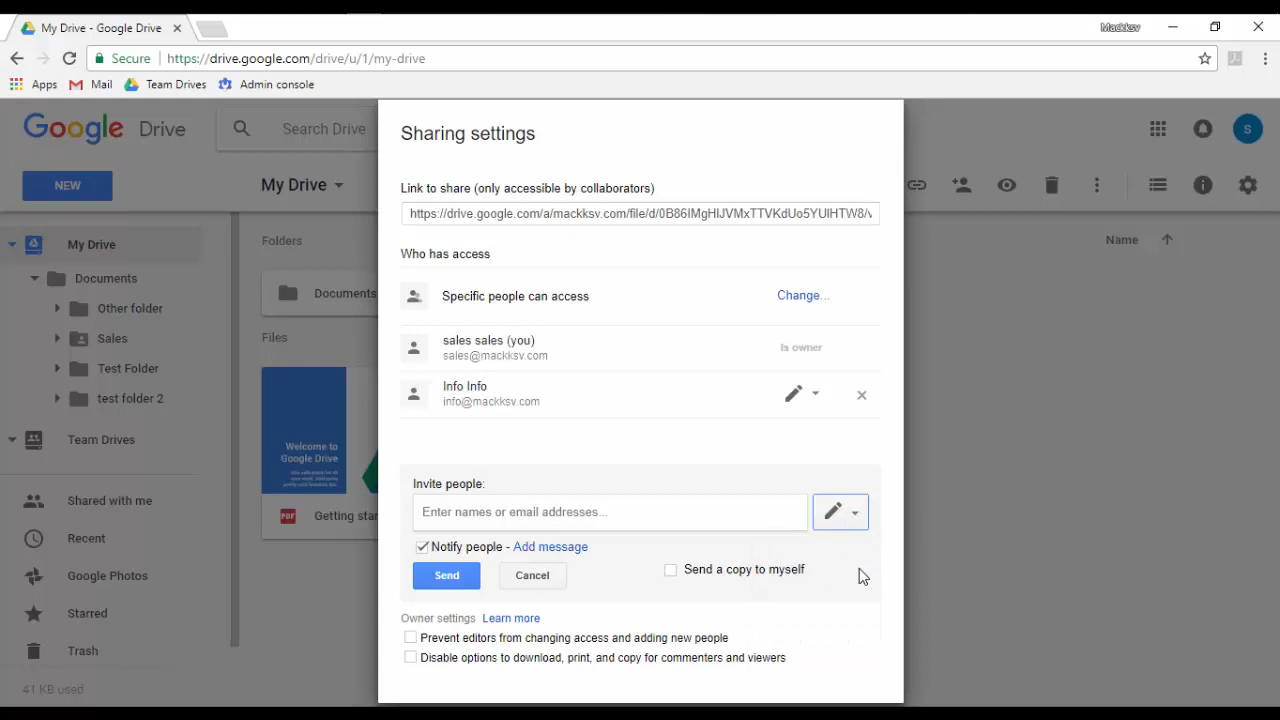 My Drive - Google Drive
Mackksv
Secure
https://drive.google.com/drive/u/1/my-drive
Apps
Mail
Team Drives
Admin console
Google Drive
Search Drive
S
NEW
My Drive
My Drive
Documents
Other folder
Sales
Test Folder
test folder 2
Team Drives
Shared with me
Recent
Google Photos
Starred
Trash
41 KB used
Folders
Documents
Files
Welcome to
Google Drive
PDF
Getting star
Name
Sharing settings
Link to share (only accessible by collaborators)
https://drive.google.com/a/mackksv.com/file/d/0B86IMgHlJVMxTTVKdUo5YUlHTW8/v
Who has access
Specific people can access
Change...
sales sales (you)
sales@mackksv.com
Is owner
Info Info
info@mackksv.com
Invite people:
Enter names or email addresses...
Notify people - Add message
Send
Cancel
Send a copy to myself
Owner settings Learn more
Prevent editors from changing access and adding new people
Disable options to download, print, and copy for commenters and viewers